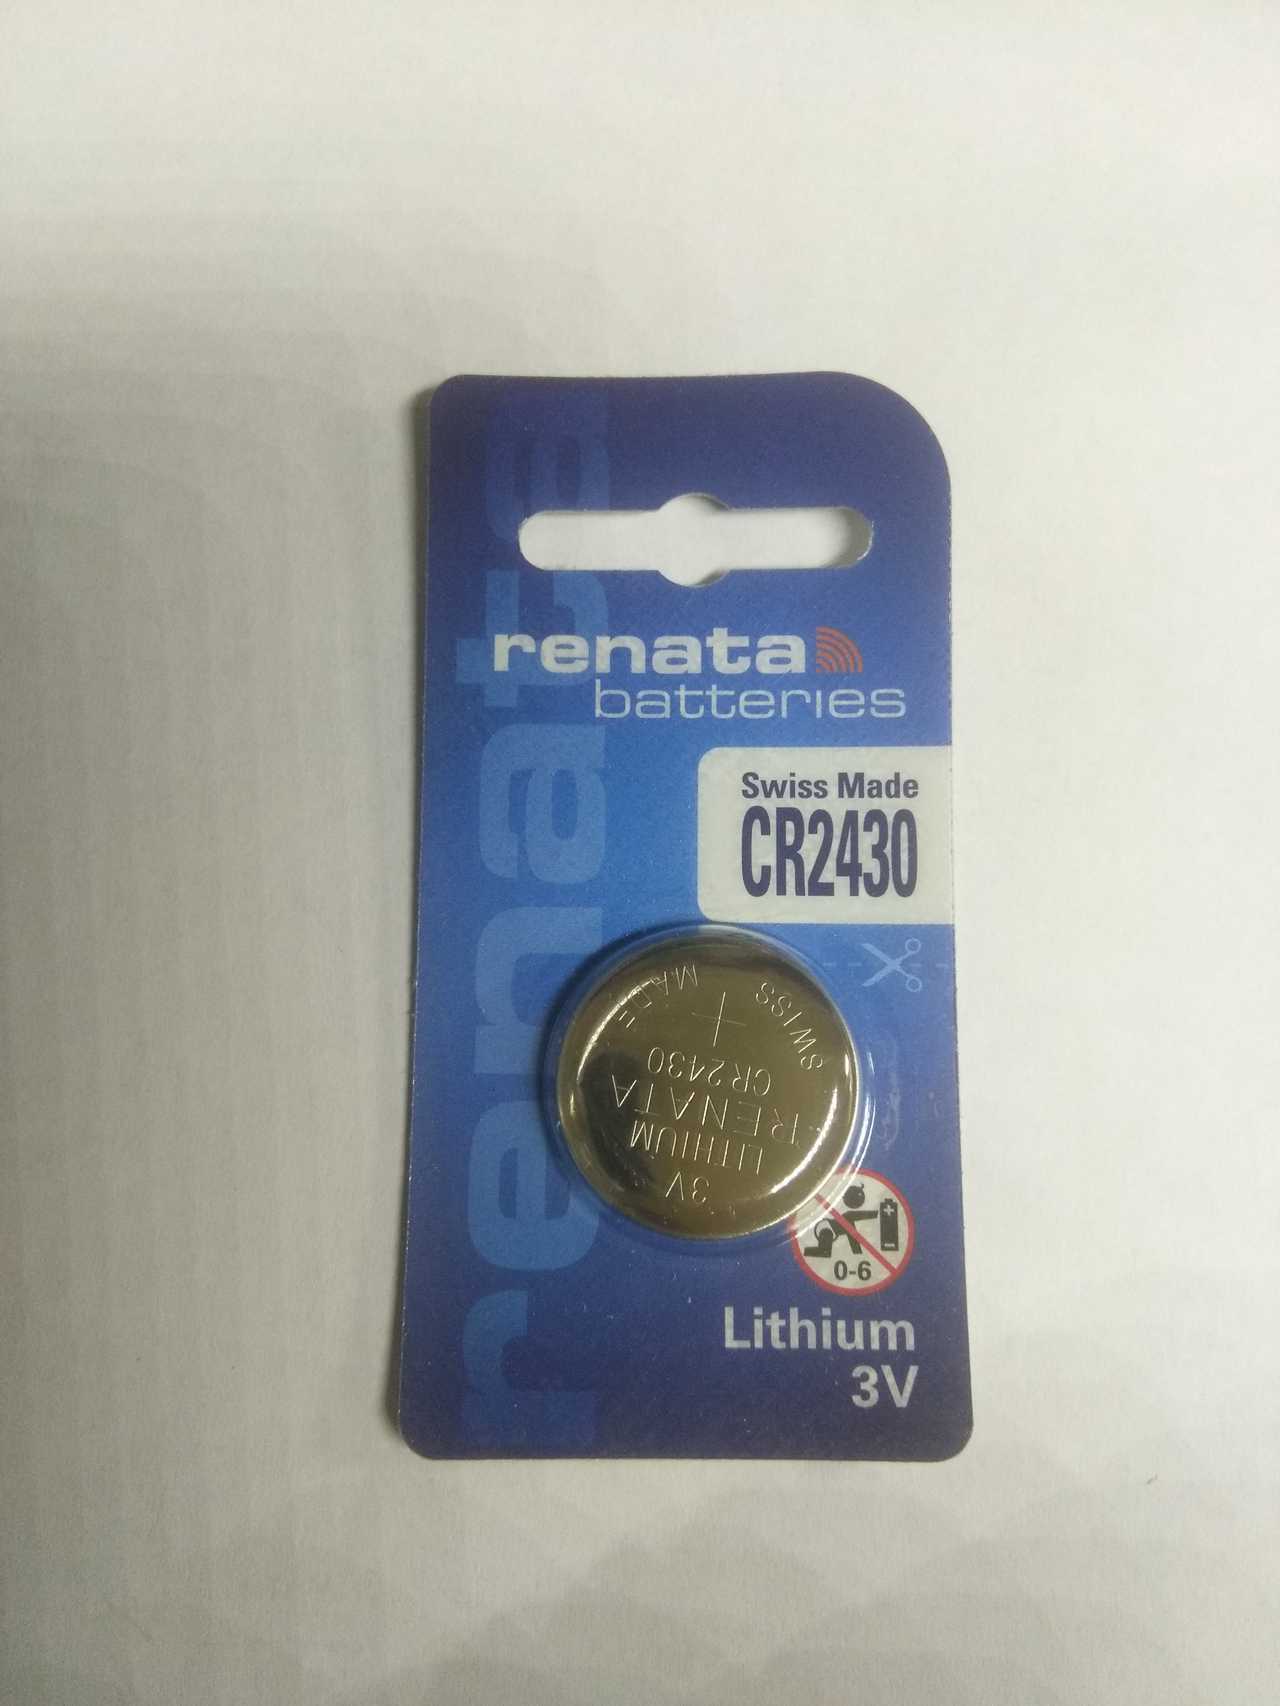 renata
batteries
Swiss Made
CR2430
renata
SWISS MADE
+
CR2430
RENATA
LITHIUM
3V
0-6
Lithium
3V